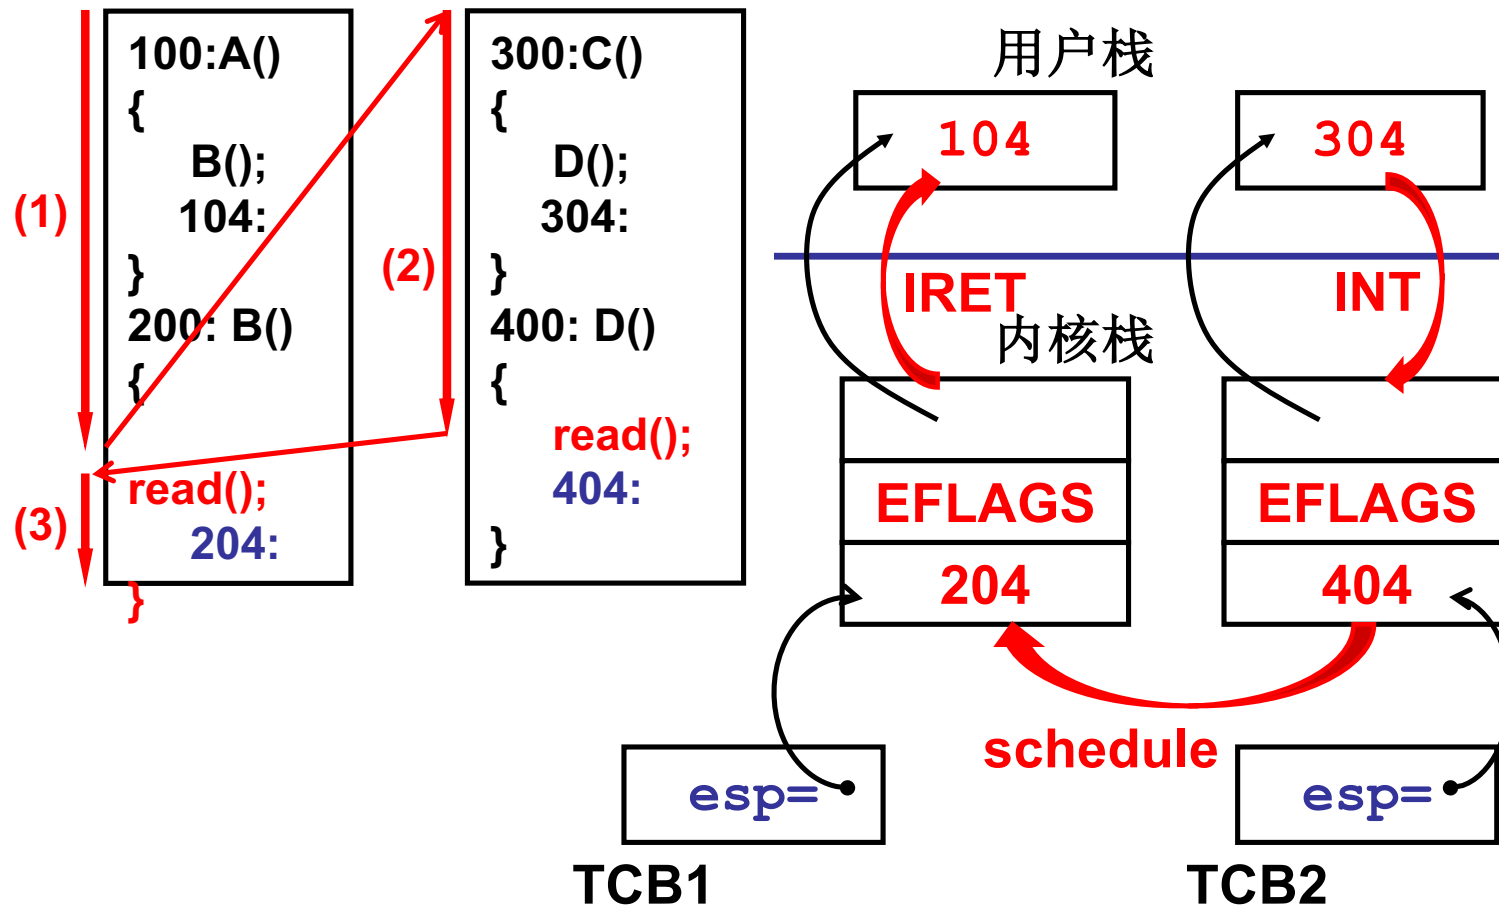 (1)
(3)
100:A()
{
B();
104:
}
200: B()
{
read();
204:
}
(2)
300:C()
{
D();
304:
}
400: D()
{
read();
404:
}
用户栈
104
304
IRET
INT
内核栈
EFLAGS
EFLAGS
204
404
schedule
esp=
esp=
TCB1
TCB2